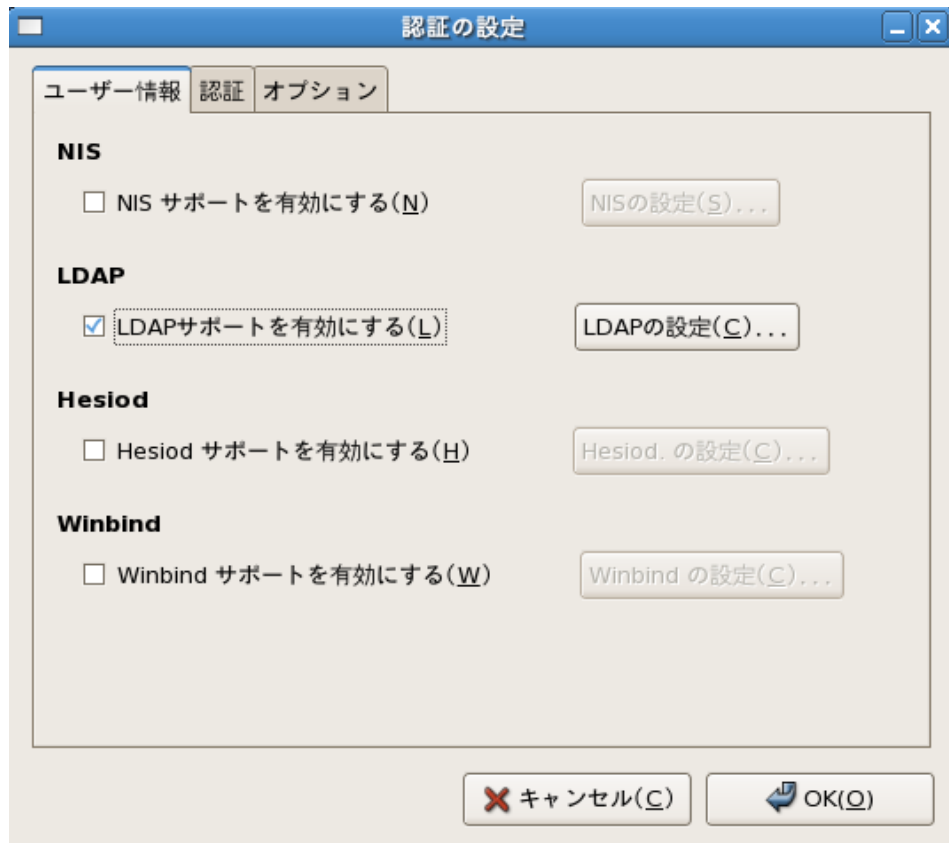 認証の設定
ユーザー情報 認証 オプション
NIS
NIS サポートを有効にする(N) NISの設定(S)...
LDAP
LDAPサポートを有効にする(L) LDAPの設定(C)...
Hesiod
Hesiod サポートを有効にする(H) Hesiod. の設定(C)...
Winbind
Winbind サポートを有効にする(W) Winbind の設定(C)...
キャンセル(C) OK(O)